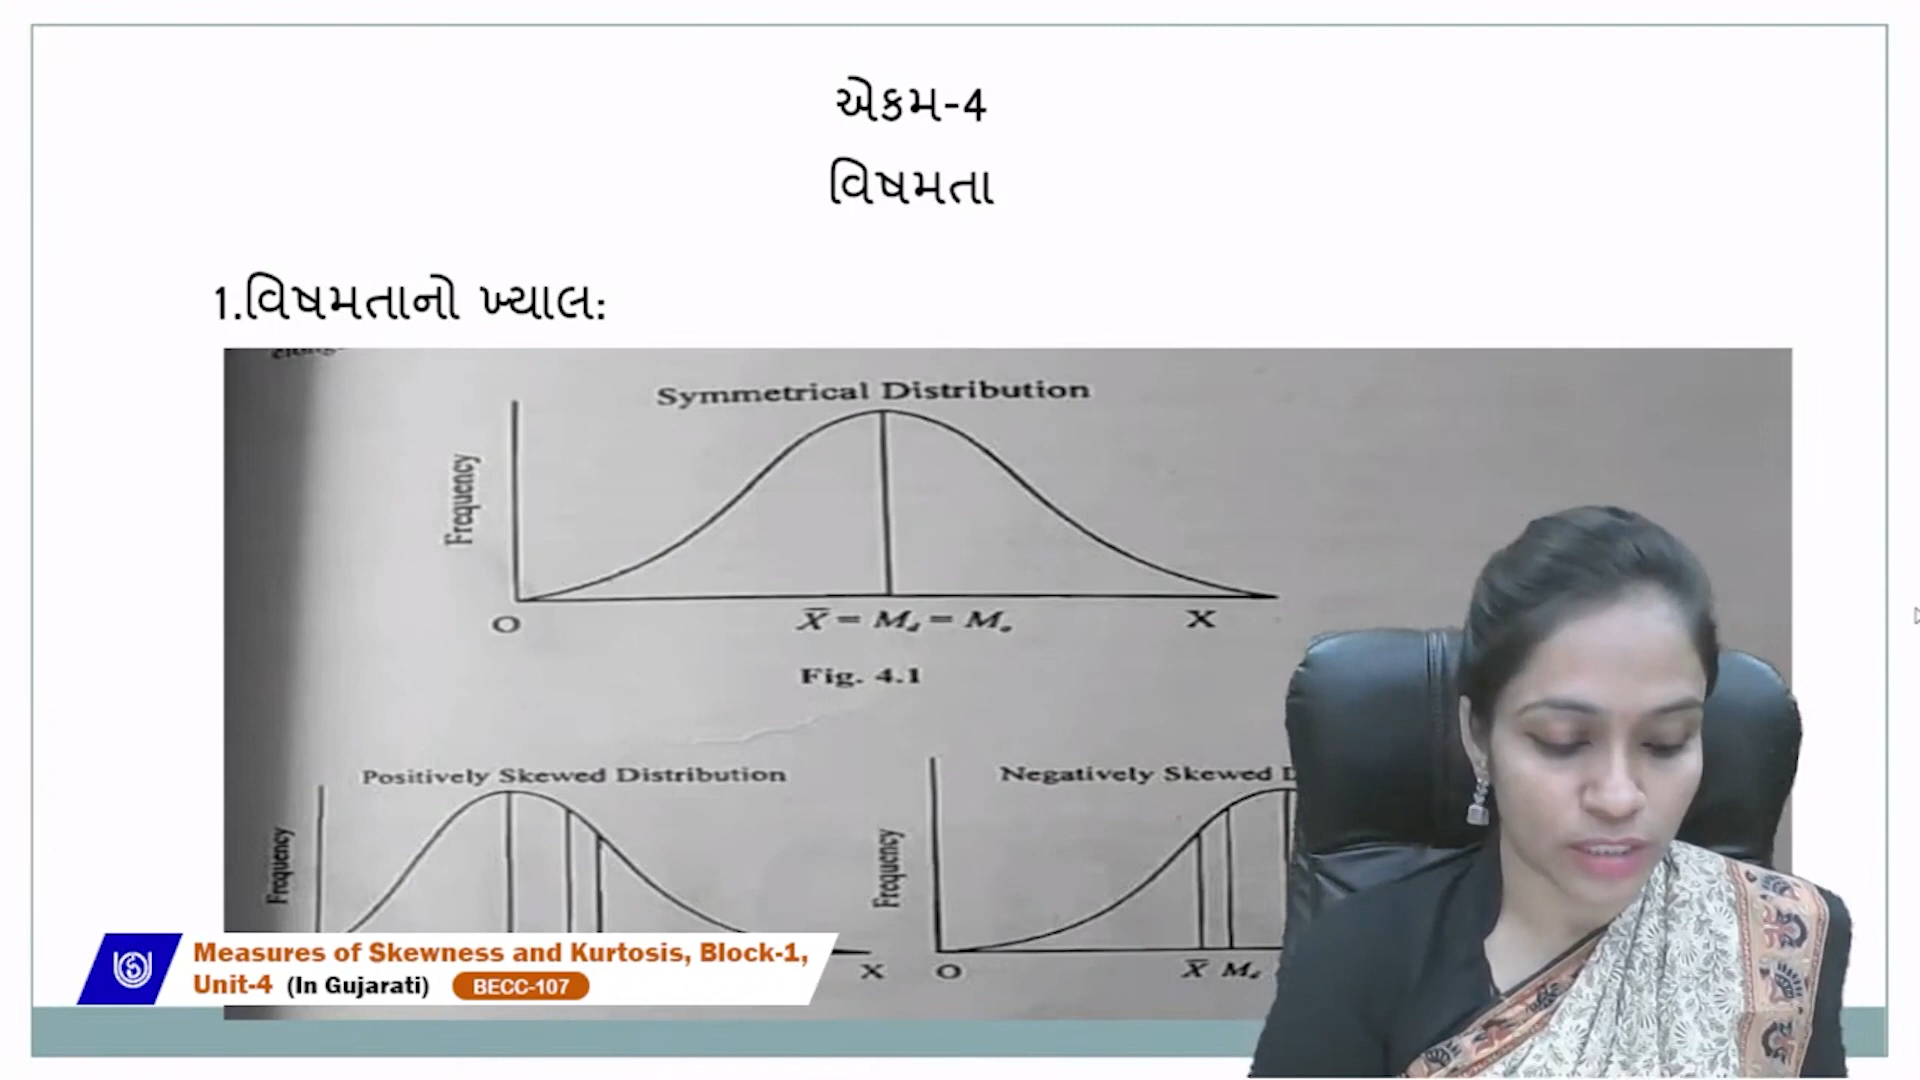 એકમ-4
વિષમતા
1.વિષમતાનો ખ્યાલ:
Symmetrical Distribution
Frequency
O
X̅ = Md = Mo
X
Fig. 4.1
Positively Skewed Distribution
Negatively Skewed
Frequency
Frequency
X
O
X̅ Md
Measures of Skewness and Kurtosis, Block-1,
Unit-4 (In Gujarati) BECC-107